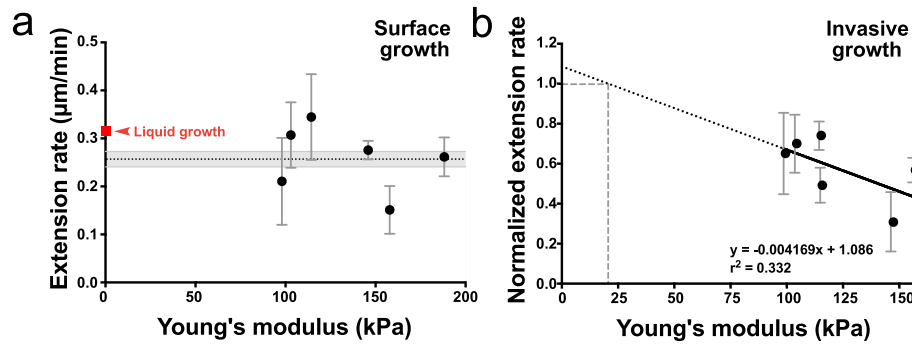 a
Surface
growth
Extension rate (µm/min)
0.5
0.4
0.3
0.2
0.1
0.0
Liquid growth
0
50
100
150
200
Young's modulus (kPa)
b
Invasive
growth
Normalized extension rate
1.2
1.0
0.8
0.6
0.4
0.2
0.0
y = -0.004169x + 1.086
r² = 0.332
0
25
50
75
100
125
150
Young's modulus (kPa)